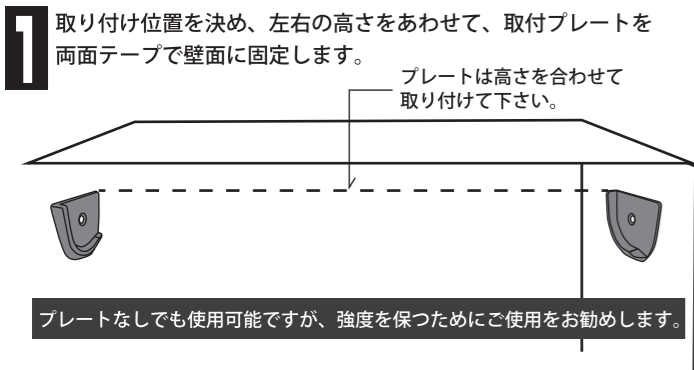 1
取り付け位置を決め、左右の高さをあわせて、取付プレートを
両面テープで壁面に固定します。
プレートは高さを合わせて
取り付けて下さい。
プレートなしでも使用可能ですが、強度を保つためにご使用をお勧めします。